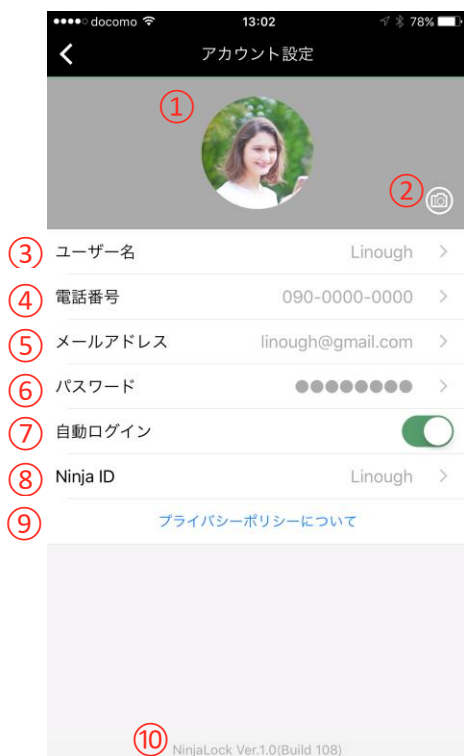 docomo 13:02 78%
アカウント設定
①
②
③ ユーザー名 Linough
④ 電話番号 090-0000-0000
⑤ メールアドレス linough@gmail.com
⑥ パスワード ●●●●●●●●
⑦ 自動ログイン
⑧ Ninja ID Linough
⑨ プライバシーポリシーについて
⑩ NinjaLock Ver.1.0(Build 108)